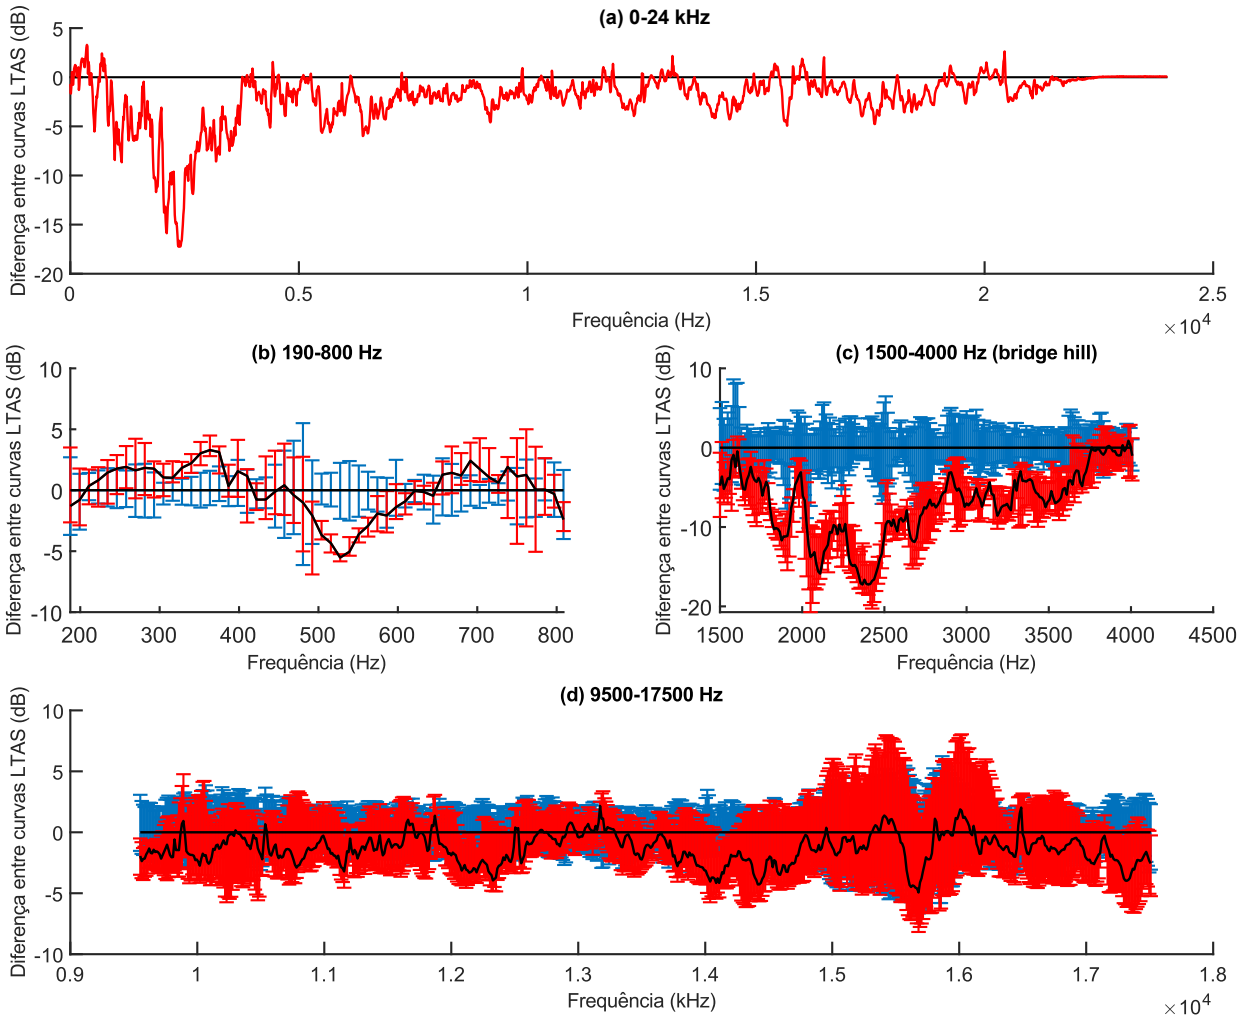 (a) 0-24 kHz
Diferença entre curvas LTAS (dB)
5
0
-5
-10
-15
-20
0 0.5 1 1.5 2 2.5
Frequência (Hz)
×10⁴
(b) 190-800 Hz
Diferença entre curvas LTAS (dB)
10
5
0
-5
-10
200 300 400 500 600 700 800
Frequência (Hz)
(c) 1500-4000 Hz (bridge hill)
Diferença entre curvas LTAS (dB)
10
0
-10
-20
1500 2000 2500 3000 3500 4000 4500
Frequência (Hz)
(d) 9500-17500 Hz
Diferença entre curvas LTAS (dB)
10
5
0
-5
-10
0.9 1 1.1 1.2 1.3 1.4 1.5 1.6 1.7 1.8
Frequência (kHz)
×10⁴